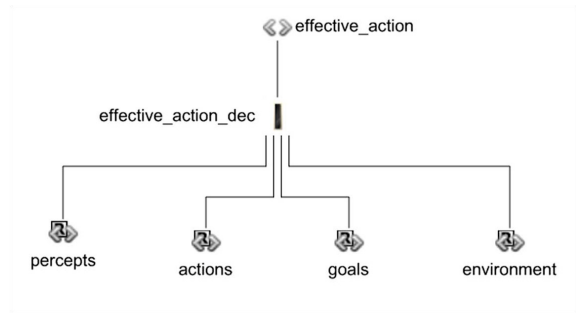 effective_action
effective_action_dec
percepts
actions
goals
environment